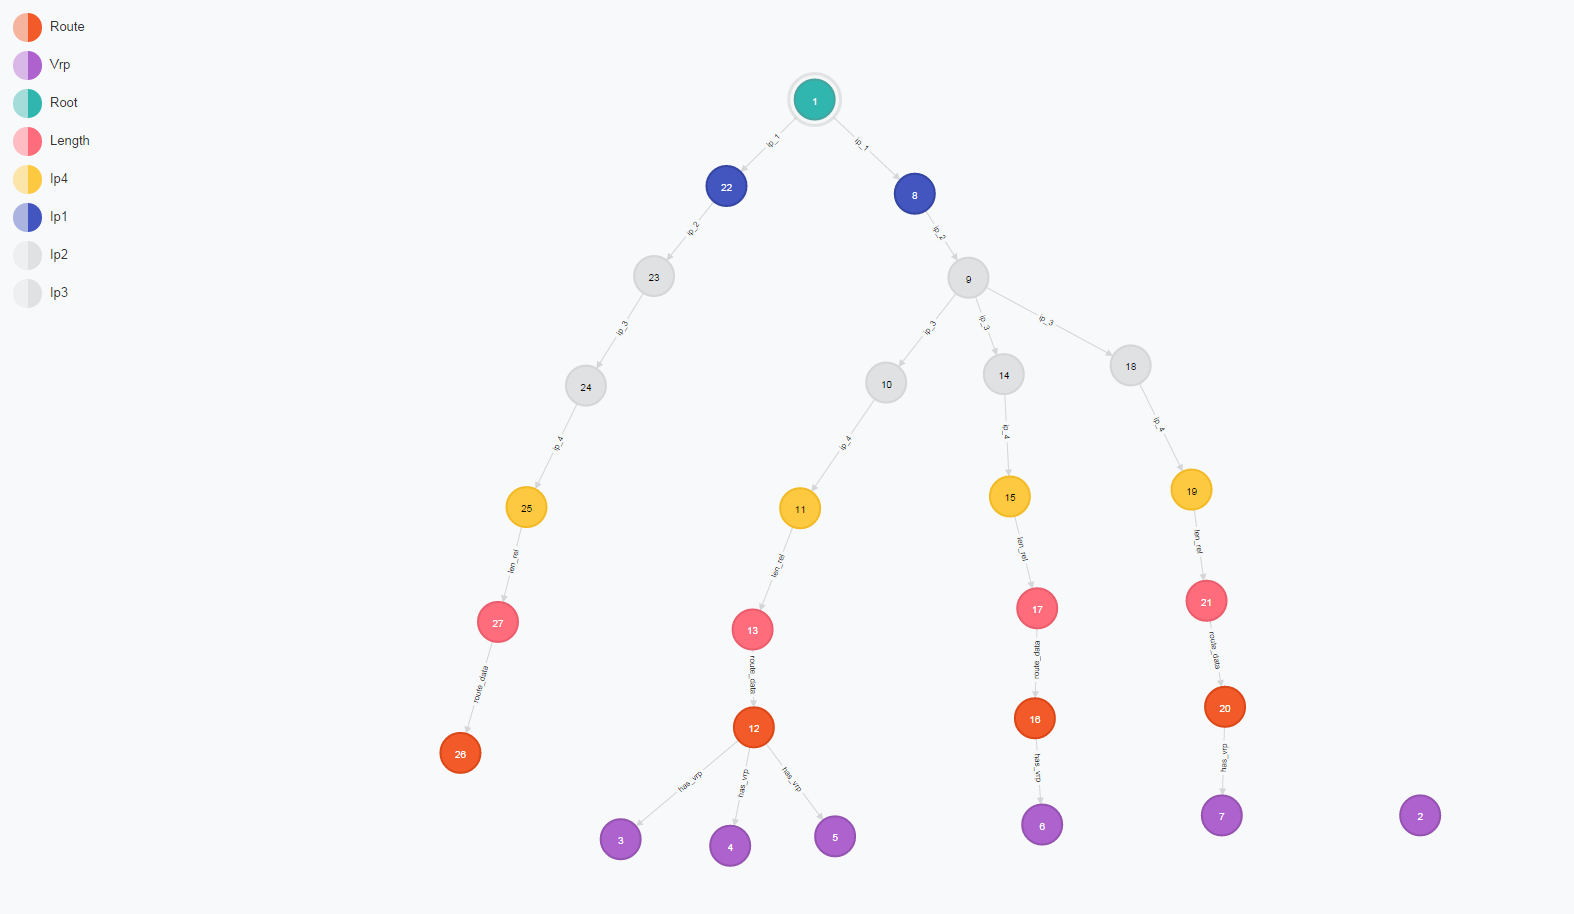 Route
Vrp
Root
Length
Ip4
Ip1
Ip2
Ip3
1
ip_1
ip_1
22
8
ip_2
ip_2
23
9
ip_3
ip_3
ip_3
ip_3
24
10
14
18
ip_4
ip_4
ip_4
ip_4
25
11
15
19
len_rel
len_rel
len_rel
len_rel
27
13
17
21
route_data
route_data
route_data
route_data
26
12
16
20
has_vrp
has_vrp
has_vrp
has_vrp
has_vrp
3
4
5
6
7
2